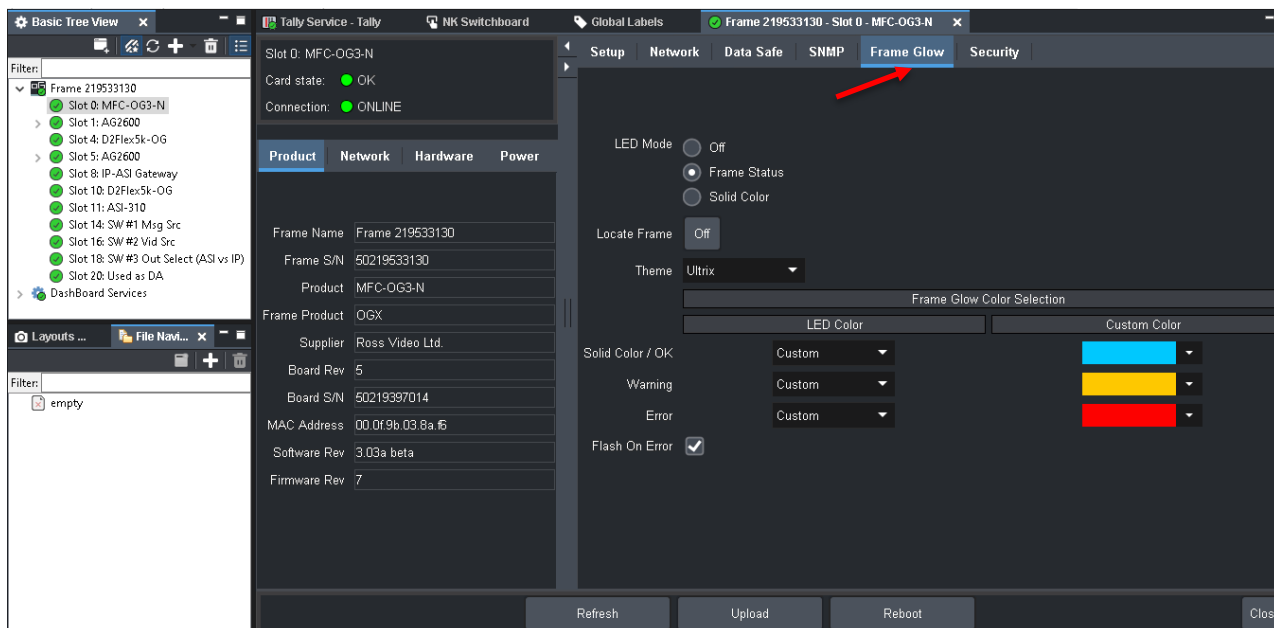 Basic Tree View
Filter:
Frame 219533130
Slot 0: MFC-OG3-N
Slot 1: AG2600
Slot 4: D2Flex5k-OG
Slot 5: AG2600
Slot 8: IP-ASI Gateway
Slot 10: D2Flex5k-OG
Slot 11: ASI-310
Slot 14: SW #1 Msg Src
Slot 16: SW #2 Vid Src
Slot 18: SW #3 Out Select (ASI vs IP)
Slot 20: Used as DA
DashBoard Services
Layouts ...
File Navi...
Filter:
empty
Tally Service - Tally
NK Switchboard
Global Labels
Frame 219533130 - Slot 0 - MFC-OG3-N
Slot 0: MFC-OG3-N
Card state: OK
Connection: ONLINE
Product Network Hardware Power
Frame Name Frame 219533130
Frame S/N 50219533130
Product MFC-OG3-N
Frame Product OGX
Supplier Ross Video Ltd.
Board Rev 5
Board S/N 50219397014
MAC Address 00.0f.9b.03.8a.f6
Software Rev 3.03a beta
Firmware Rev 7
Setup Network Data Safe SNMP Frame Glow Security
LED Mode Off
Frame Status
Solid Color
Locate Frame Off
Theme Ultrix
Frame Glow Color Selection
LED Color Custom Color
Solid Color / OK Custom
Warning Custom
Error Custom
Flash On Error
Refresh Upload Reboot Clos